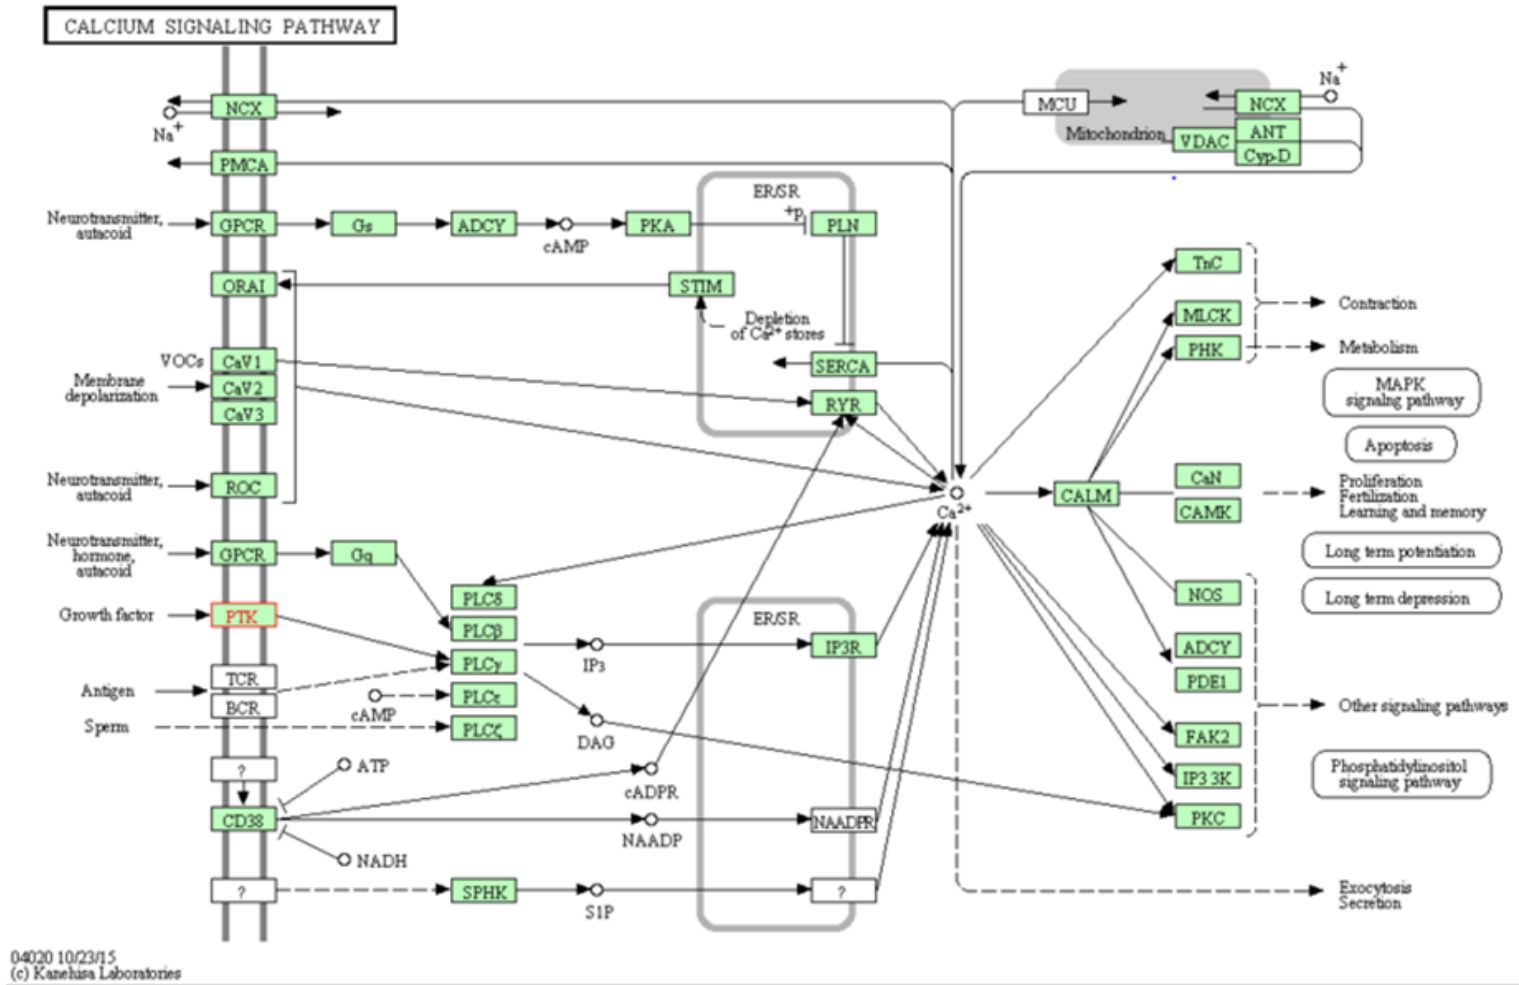 CALCIUM SIGNALING PATHWAY
NCX
Na+
PMCA
MCU
Mitochondrion
Na+
NCX
VDAC
ANT
Cyp-D
Neurotransmitter,
autacoid
GPCR
Gs
ADCY
cAMP
PKA
ER/SR
+p
PLN
ORAI
STIM
Depletion
of Ca2+ stores
VOCs
Membrane
depolarization
CaV1
CaV2
CaV3
SERCA
RYR
Neurotransmitter,
autacoid
ROC
Ca2+
CALM
TnC
MLCK
PHK
Contraction
Metabolism
MAPK
signalng pathway
Apoptosis
CaN
CAMK
Proliferation
Fertilization
Learning and memory
Long term potentiation
Long term depression
Neurotransmitter,
hormone,
autacoid
GPCR
Gq
Growth factor
PTK
PLCδ
PLCβ
PLCγ
PLCε
PLCζ
IP3
DAG
ER/SR
IP3R
Antigen
TCR
BCR
cAMP
Sperm
NOS
ADCY
PDE1
FAK2
IP3 3K
PKC
Other signaling pathways
Phosphatidylinositol
signaling pathway
?
ATP
CD38
cADPR
NAADP
NAADPR
NADH
?
SPHK
S1P
?
Exocytosis
Secretion
04020 10/23/15
(c) Kanehisa Laboratories